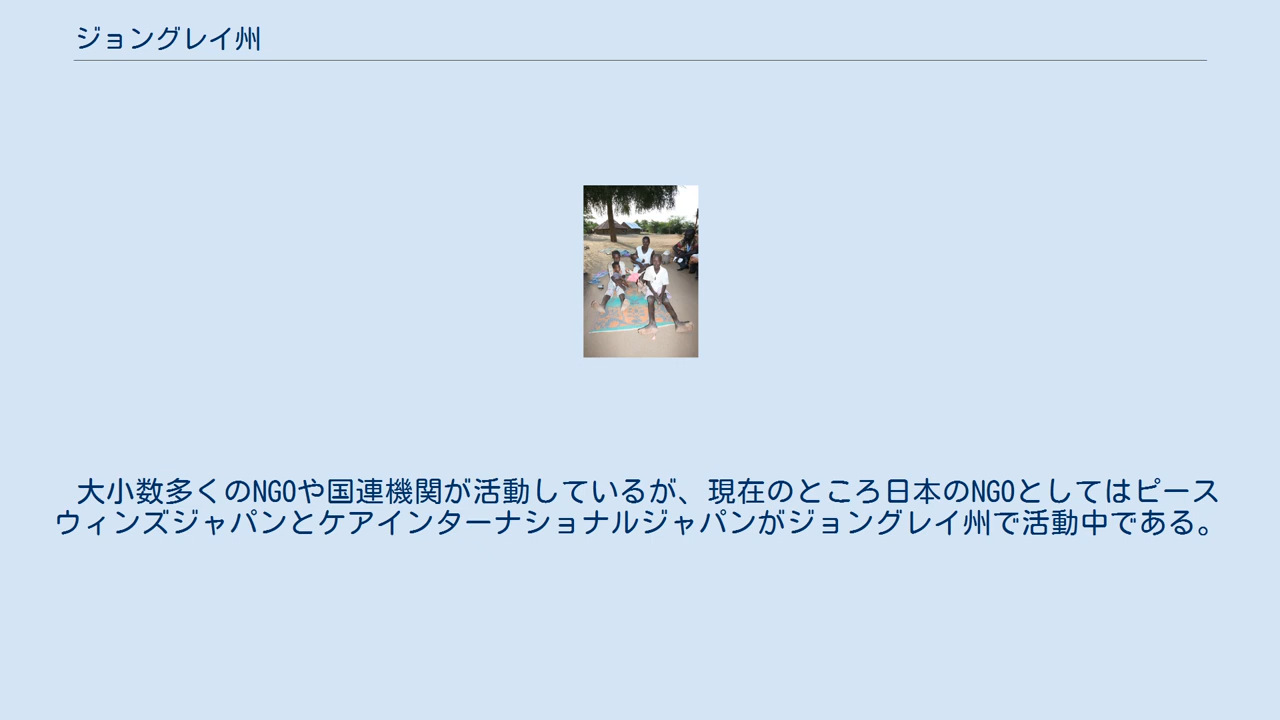 ジョングレイ州
大小数多くのNGOや国連機関が活動しているが、現在のところ日本のNGOとしてはピース
ウィンズジャパンとケアインターナショナルジャパンがジョングレイ州で活動中である。